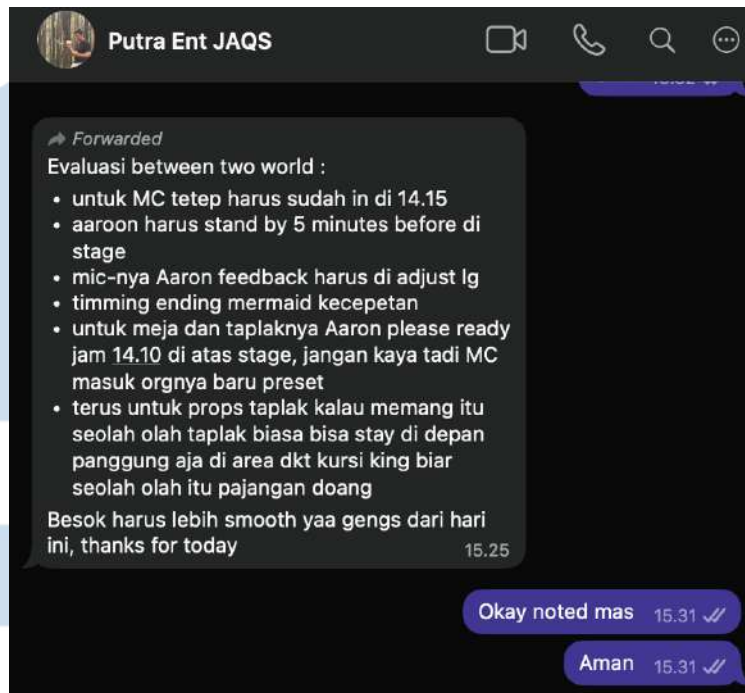 Putra Ent JAQS
Forwarded
Evaluasi between two world :
• untuk MC tetep harus sudah in di 14.15
• aaroon harus stand by 5 minutes before di
stage
• mic-nya Aaron feedback harus di adjust lg
• timming ending mermaid kecepetan
• untuk meja dan taplaknya Aaron please ready
jam 14.10 di atas stage, jangan kaya tadi MC
masuk orgnya baru preset
• terus untuk props taplak kalau memang itu
seolah olah taplak biasa bisa stay di depan
panggung aja di area dkt kursi king biar
seolah olah itu pajangan doang
Besok harus lebih smooth yaa gengs dari hari
ini, thanks for today
15.25
Okay noted mas 15.31
Aman 15.31